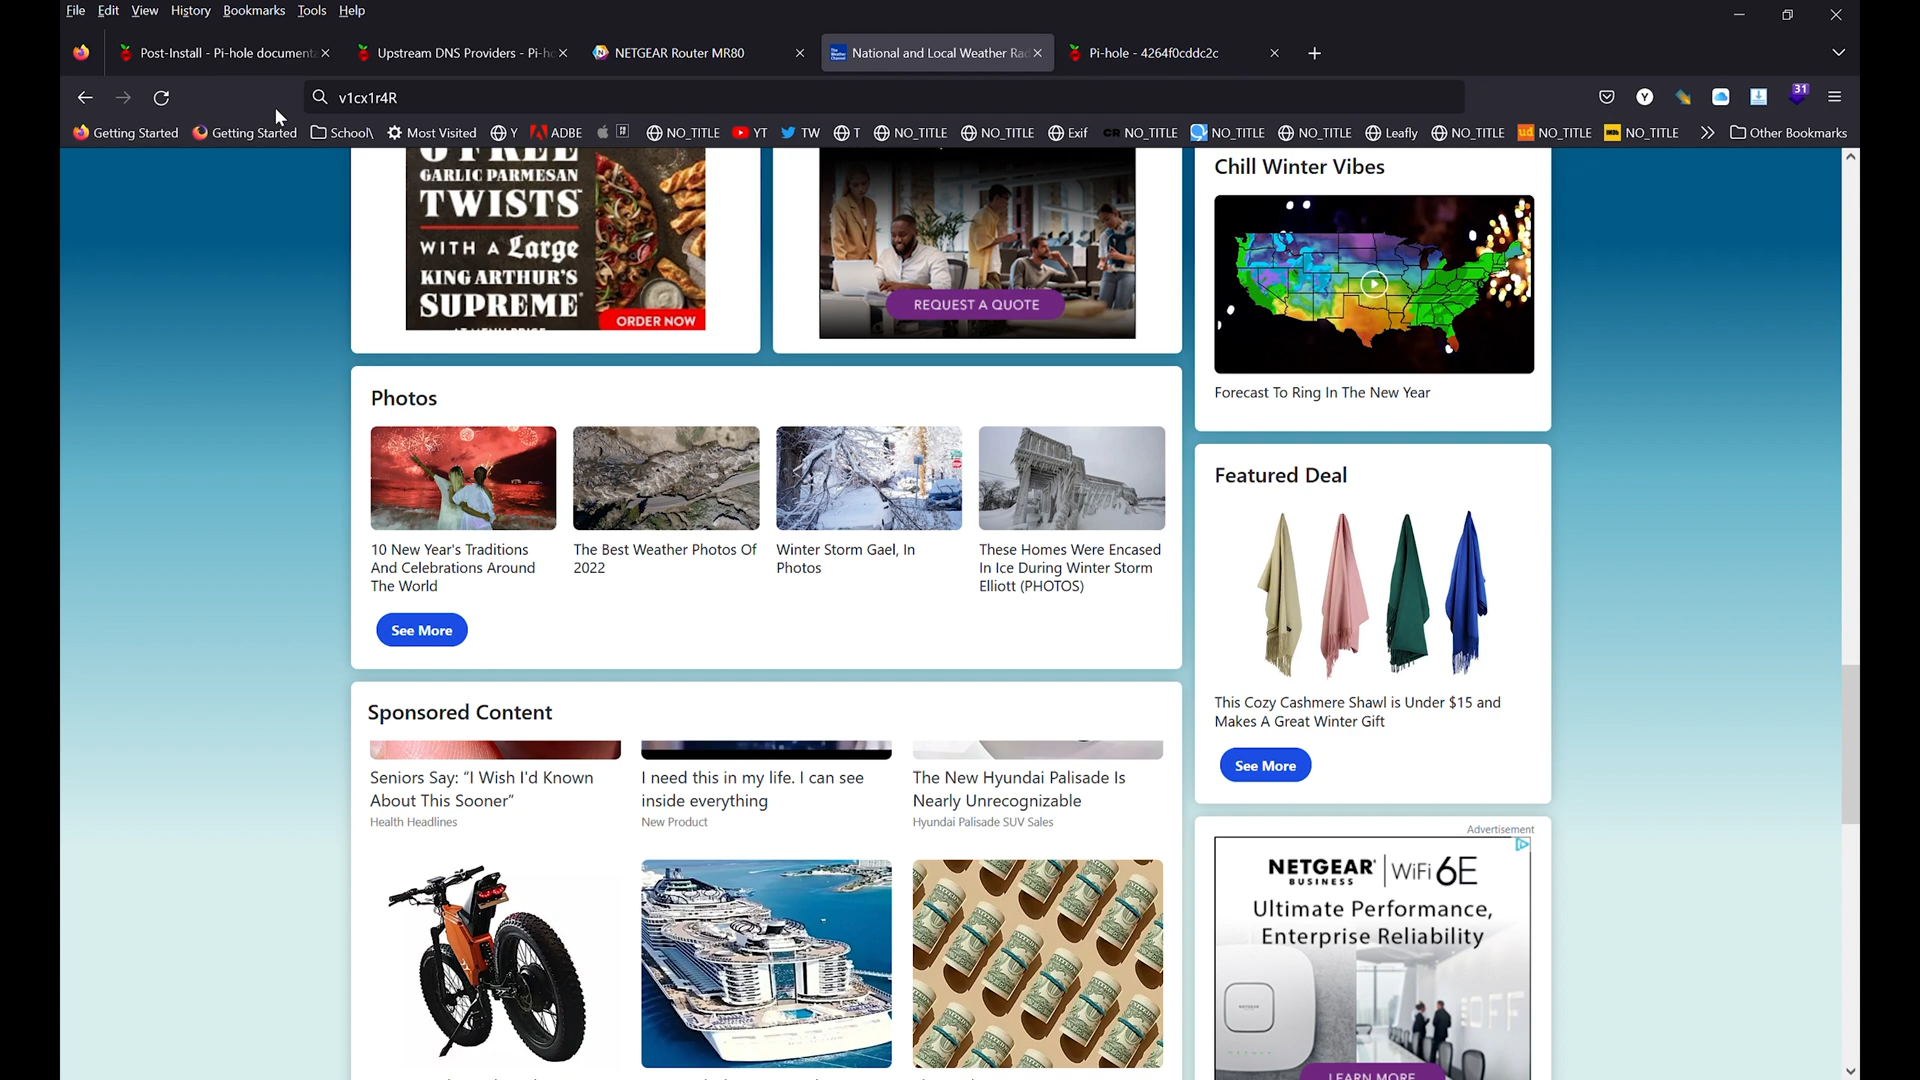 File Edit View History Bookmarks Tools Help
Post-Install - Pi-hole documenta
Upstream DNS Providers - Pi-ho
NETGEAR Router MR80
National and Local Weather Rad
Pi-hole - 4264f0cddc2c
v1cx1r4R
31
Getting Started Getting Started School\ Most Visited Y ADBE NO_TITLE YT TW T NO_TITLE NO_TITLE Exif CR NO_TITLE NO_TITLE NO_TITLE Leafly NO_TITLE ud NO_TITLE NO_TITLE Other Bookmarks
GARLIC PARMESAN
TWISTS
WITH A Large
KING ARTHUR'S
SUPREME
ORDER NOW
REQUEST A QUOTE
Chill Winter Vibes
Forecast To Ring In The New Year
Photos
10 New Year's Traditions
And Celebrations Around
The World
The Best Weather Photos Of
2022
Winter Storm Gael, In
Photos
These Homes Were Encased
In Ice During Winter Storm
Elliott (PHOTOS)
See More
Featured Deal
This Cozy Cashmere Shawl is Under $15 and
Makes A Great Winter Gift
See More
Sponsored Content
Seniors Say: “I Wish I'd Known
About This Sooner”
Health Headlines
I need this in my life. I can see
inside everything
New Product
The New Hyundai Palisade Is
Nearly Unrecognizable
Hyundai Palisade SUV Sales
Advertisement
NETGEAR BUSINESS | WiFi 6E
Ultimate Performance,
Enterprise Reliability
LEARN MORE